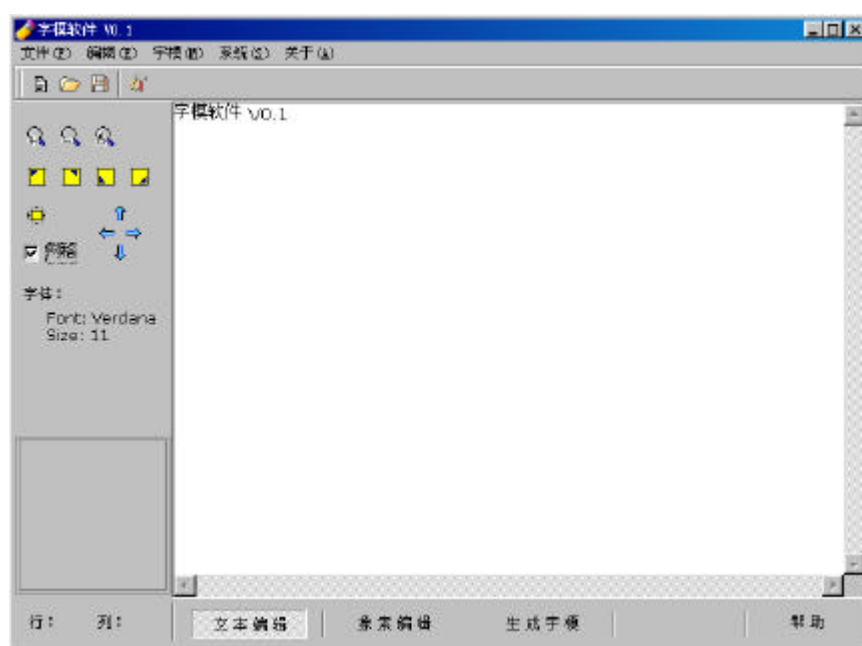 字模软件 V0.1
文件(F) 编辑(E) 字模(M) 系统(S) 关于(A)
字模软件 V0.1
字体:
Font: Verdana
Size: 11
行: 列: 文本编辑 象素编辑 生成字模 帮助